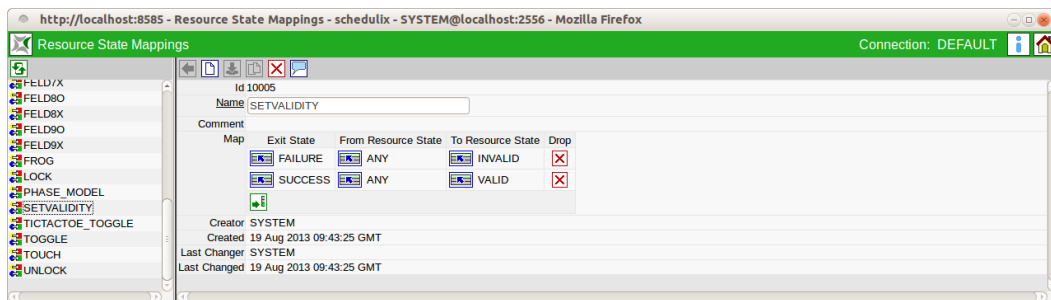 http://localhost:8585 - Resource State Mappings - schedulix - SYSTEM@localhost:2556 - Mozilla Firefox
Resource State Mappings
Connection: DEFAULT
FELD7X
FELD8O
FELD8X
FELD9O
FELD9X
FROG
LOCK
PHASE_MODEL
SETVALIDITY
TICTACTOE_TOGGLE
TOGGLE
TOUCH
UNLOCK
Id 10005
Name SETVALIDITY
Comment
Map Exit State From Resource State To Resource State Drop
FAILURE ANY INVALID
SUCCESS ANY VALID
Creator SYSTEM
Created 19 Aug 2013 09:43:25 GMT
Last Changer SYSTEM
Last Changed 19 Aug 2013 09:43:25 GMT